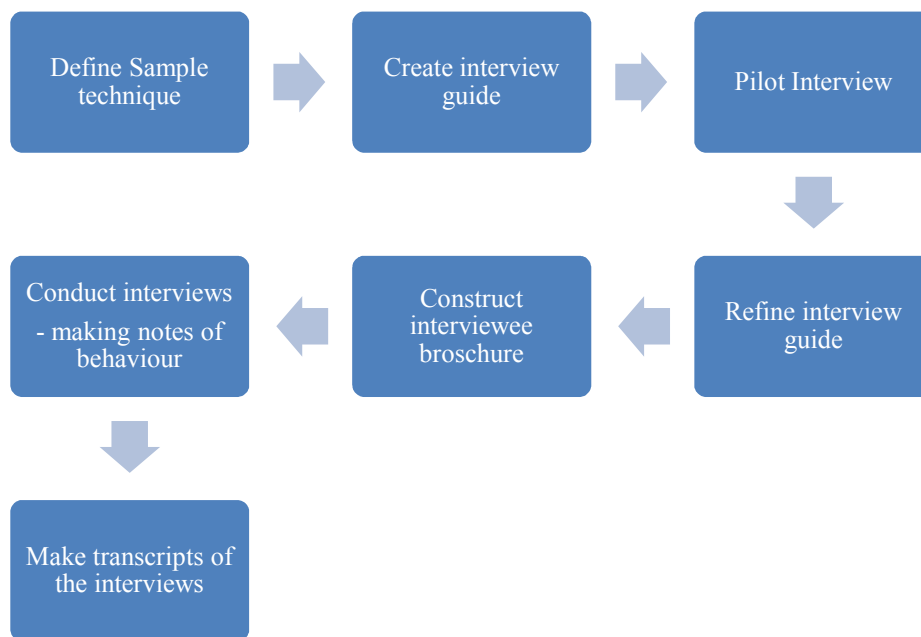 Define Sample
technique
Create interview
guide
Pilot Interview
Refine interview
guide
Construct
interviewee
broschure
Conduct interviews
- making notes of
behaviour
Make transcripts of
the interviews